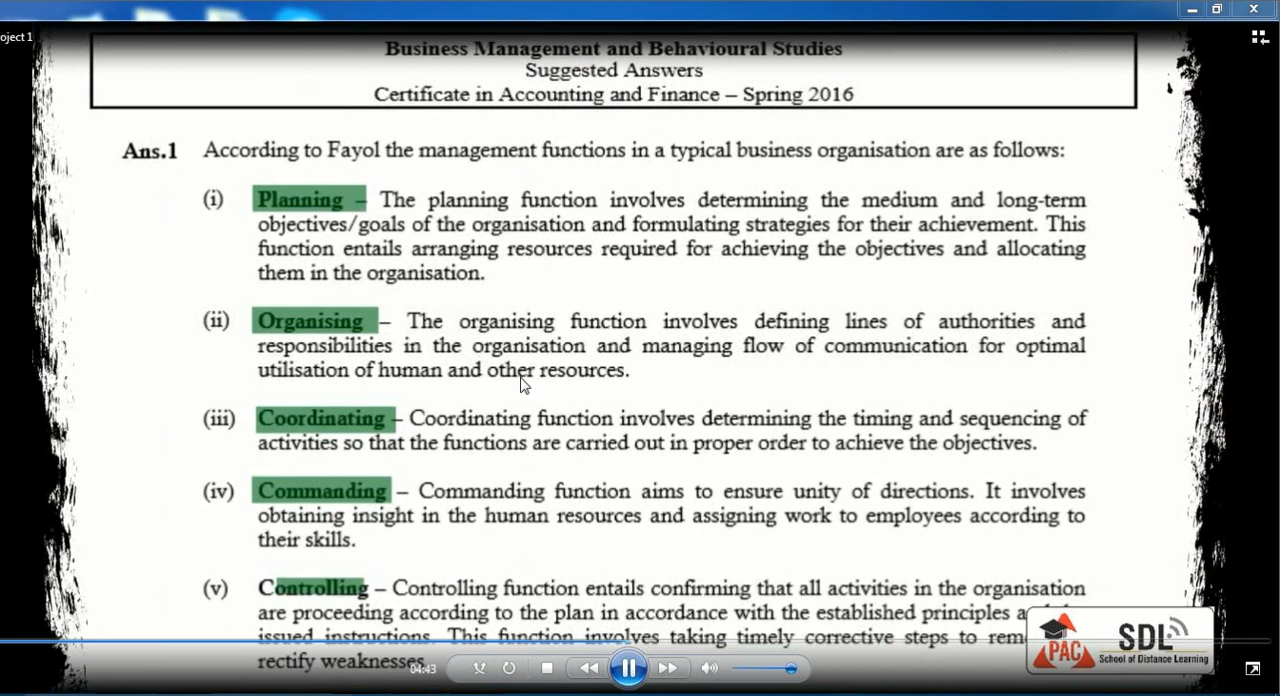 oject 1
Business Management and Behavioural Studies
Suggested Answers
Certificate in Accounting and Finance – Spring 2016
Ans.1 According to Fayol the management functions in a typical business organisation are as follows:
(i) Planning – The planning function involves determining the medium and long-term
objectives/goals of the organisation and formulating strategies for their achievement. This
function entails arranging resources required for achieving the objectives and allocating
them in the organisation.
(ii) Organising – The organising function involves defining lines of authorities and
responsibilities in the organisation and managing flow of communication for optimal
utilisation of human and other resources.
(iii) Coordinating – Coordinating function involves determining the timing and sequencing of
activities so that the functions are carried out in proper order to achieve the objectives.
(iv) Commanding – Commanding function aims to ensure unity of directions. It involves
obtaining insight in the human resources and assigning work to employees according to
their skills.
(v) Controlling – Controlling function entails confirming that all activities in the organisation
are proceeding according to the plan in accordance with the established principles
issued instructions. This function involves taking timely corrective steps to
rectify weaknesses
04:43
PAC SDL
School of Distance Learning